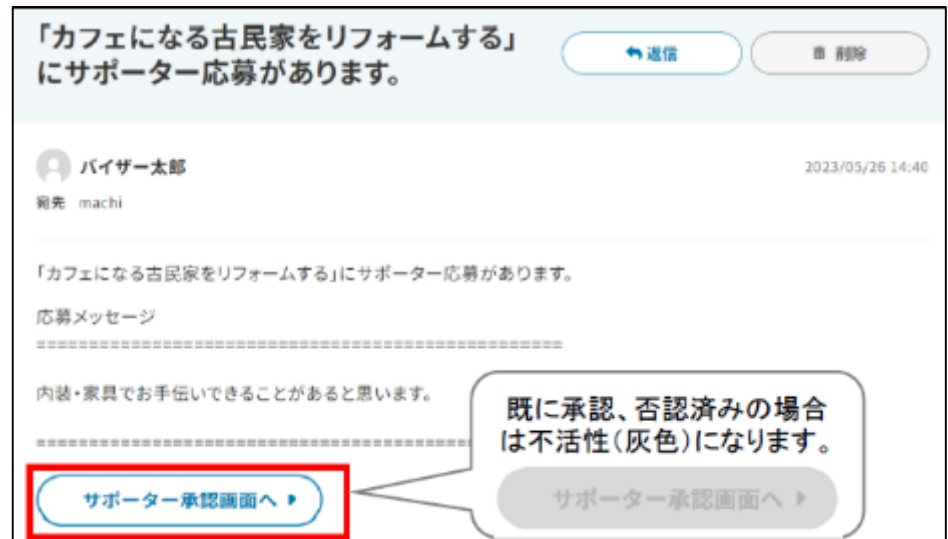 「カフェになる古民家をリフォームする」
にサポーター応募があります。
返信
削除
バイザー太郎
2023/05/26 14:40
宛先 machi
「カフェになる古民家をリフォームする」にサポーター応募があります。
応募メッセージ
==================================================
内装・家具でお手伝いできることがあると思います。
==================================================
既に承認、否認済みの場合
は不活性(灰色)になります。
サポーター承認画面へ
サポーター承認画面へ